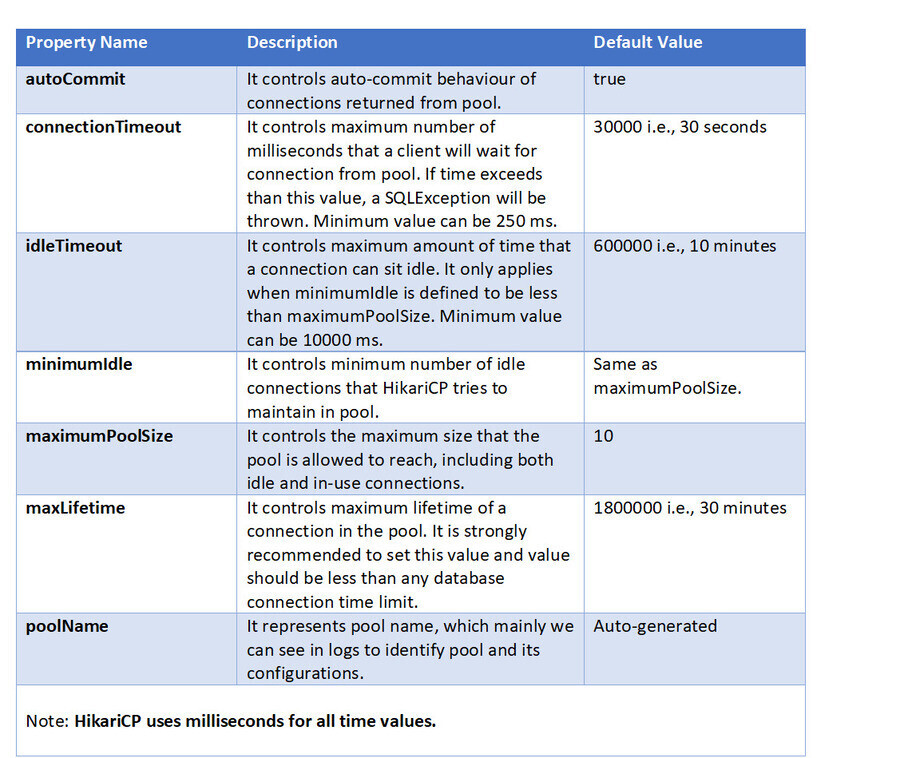 Property Name Description Default Value
autoCommit It controls auto-commit behaviour of true
connections returned from pool.
connectionTimeout It controls maximum number of 30000 i.e., 30 seconds
milliseconds that a client will wait for
connection from pool. If time exceeds
than this value, a SQLException will be
thrown. Minimum value can be 250 ms.
idleTimeout It controls maximum amount of time that 600000 i.e., 10 minutes
a connection can sit idle. It only applies
when minimumIdle is defined to be less
than maximumPoolSize. Minimum value
can be 10000 ms.
minimumIdle It controls minimum number of idle Same as
connections that HikariCP tries to maximumPoolSize.
maintain in pool.
maximumPoolSize It controls the maximum size that the 10
pool is allowed to reach, including both
idle and in-use connections.
maxLifetime It controls maximum lifetime of a 1800000 i.e., 30 minutes
connection in the pool. It is strongly
recommended to set this value and value
should be less than any database
connection time limit.
poolName It represents pool name, which mainly we Auto-generated
can see in logs to identify pool and its
configurations.
Note: HikariCP uses milliseconds for all time values.